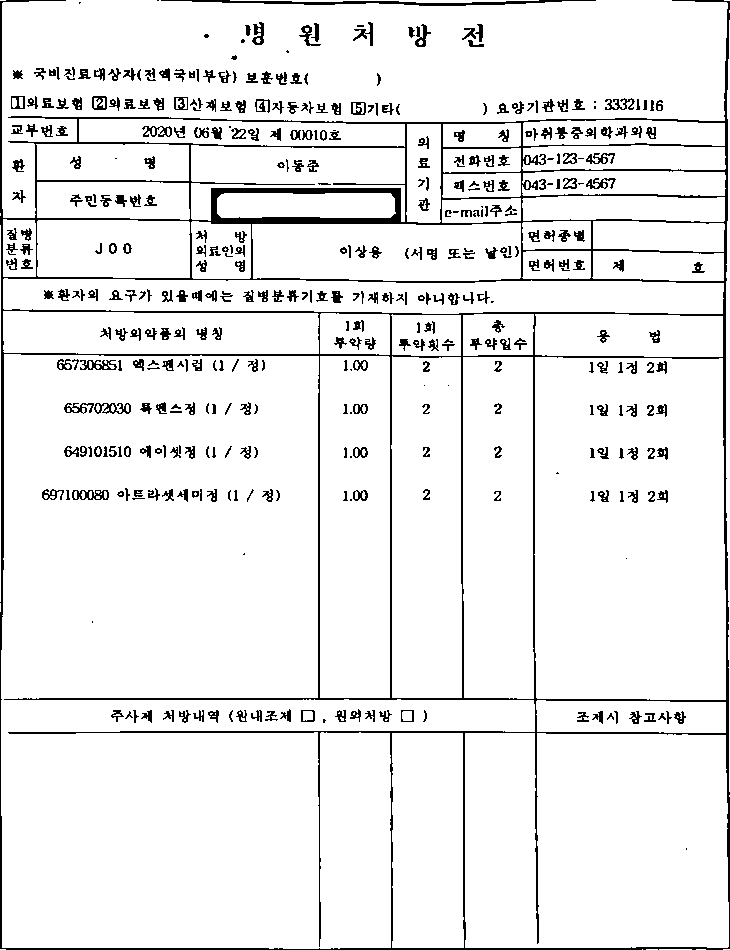 병 원 처 방 전
※ 국비진료대상자(전액국비부담) 보훈번호( )
1의료보험 2의료보험 3산재보험 4자동차보험 5기타( ) 요양기관번호 : 33321116
교부번호 2020년 06월 22일 제 00010호 의료기관 명 칭 마취통증의학과의원
환자 성 명 이동준 전화번호 043-123-4567
팩스번호 043-123-4567
주민등록번호 e-mail주소
질병분류번호 J00 처 방 의료인의 성 명 이상용 (서명 또는 날인) 면허종별
면허번호 제 호
※환자의 요구가 있을때에는 질병분류기호를 기재하지 아니합니다.
처방의약품의 명칭 1회 투약량 1회 투약횟수 총 투약일수 용 법
657306851 엑스펜시럽 (1 / 정) 1.00 2 2 1일 1정 2회
656702030 록멘스정 (1 / 정) 1.00 2 2 1일 1정 2회
649101510 에이씻정 (1 / 정) 1.00 2 2 1일 1정 2회
697100080 아트라셋세미정 (1 / 정) 1.00 2 2 1일 1정 2회
주사제 처방내역 (원내조제 □ , 원외처방 □ ) 조제시 참고사항